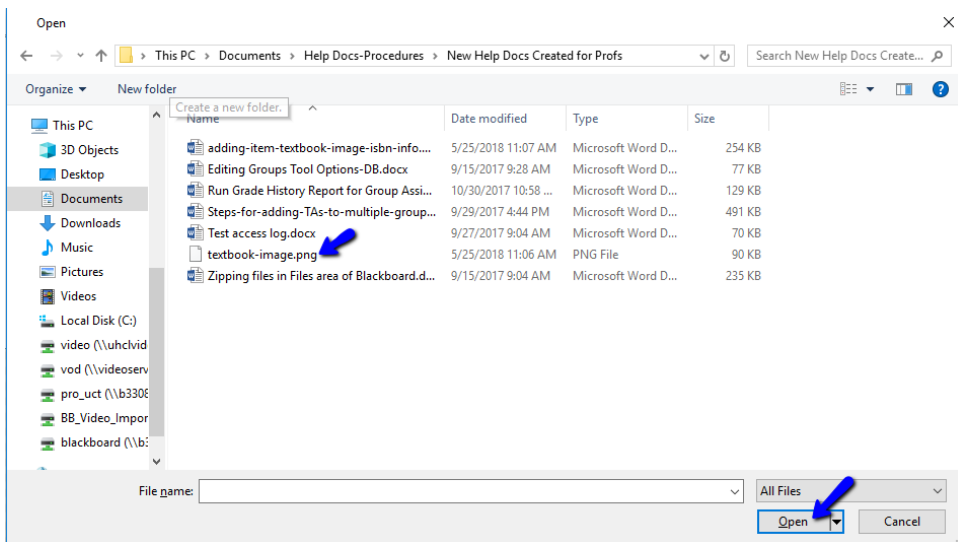 Open
This PC > Documents > Help Docs-Procedures > New Help Docs Created for Profs
Search New Help Docs Create...
Organize New folder
Create a new folder.
Name Date modified Type Size
This PC
3D Objects
Desktop
Documents
Downloads
Music
Pictures
Videos
Local Disk (C:)
video (\\uhclvid
vod (\\videoserv
pro_uct (\\b3308
BB_Video_Impor
blackboard (\\b3
adding-item-textbook-image-isbn-info.... 5/25/2018 11:07 AM Microsoft Word D... 254 KB
Editing Groups Tool Options-DB.docx 9/15/2017 9:28 AM Microsoft Word D... 77 KB
Run Grade History Report for Group Assi... 10/30/2017 10:58 ... Microsoft Word D... 129 KB
Steps-for-adding-TAs-to-multiple-group... 9/29/2017 4:44 PM Microsoft Word D... 491 KB
Test access log.docx 9/27/2017 9:04 AM Microsoft Word D... 70 KB
textbook-image.png 5/25/2018 11:06 AM PNG File 90 KB
Zipping files in Files area of Blackboard.d... 9/15/2017 9:04 AM Microsoft Word D... 235 KB
File name:
All Files
Open Cancel